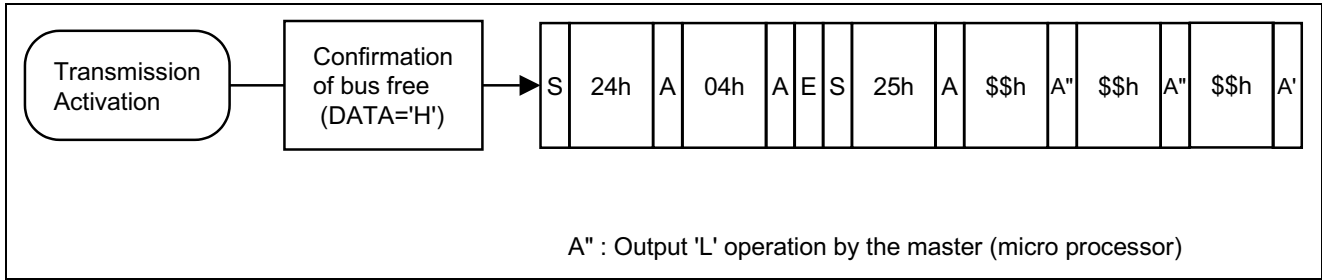 Transmission
Activation
Confirmation
of bus free
(DATA='H')
S 24h A 04h A E S 25h A $$h A" $$h A" $$h A'
A" : Output 'L' operation by the master (micro processor)